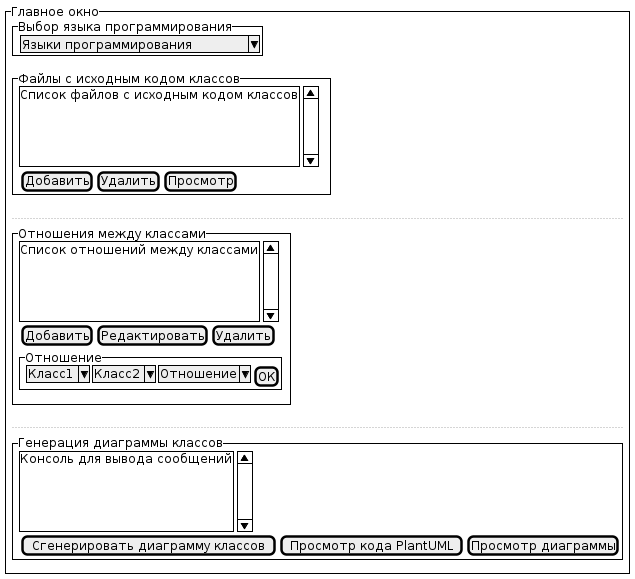 Главное окно
Выбор языка программирования
Языки программирования
Файлы с исходным кодом классов
Список файлов с исходным кодом классов
Добавить Удалить Просмотр
Отношения между классами
Список отношений между классами
Добавить Редактировать Удалить
Отношение
Класс1 Класс2 Отношение OK
Генерация диаграммы классов
Консоль для вывода сообщений
Сгенерировать диаграмму классов Просмотр кода PlantUML Просмотр диаграммы